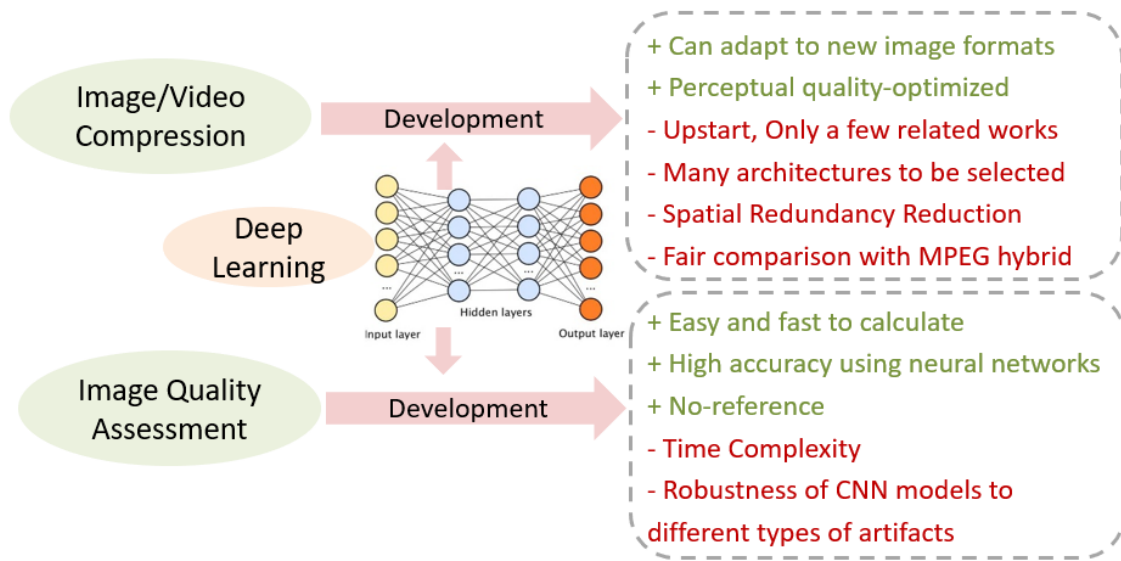 Image/Video
Compression
Development
+ Can adapt to new image formats
+ Perceptual quality-optimized
- Upstart, Only a few related works
- Many architectures to be selected
- Spatial Redundancy Reduction
- Fair comparison with MPEG hybrid
Deep
Learning
...
...
...
...
Input layer
Hidden layers
Output layer
Image Quality
Assessment
Development
+ Easy and fast to calculate
+ High accuracy using neural networks
+ No-reference
- Time Complexity
- Robustness of CNN models to
different types of artifacts